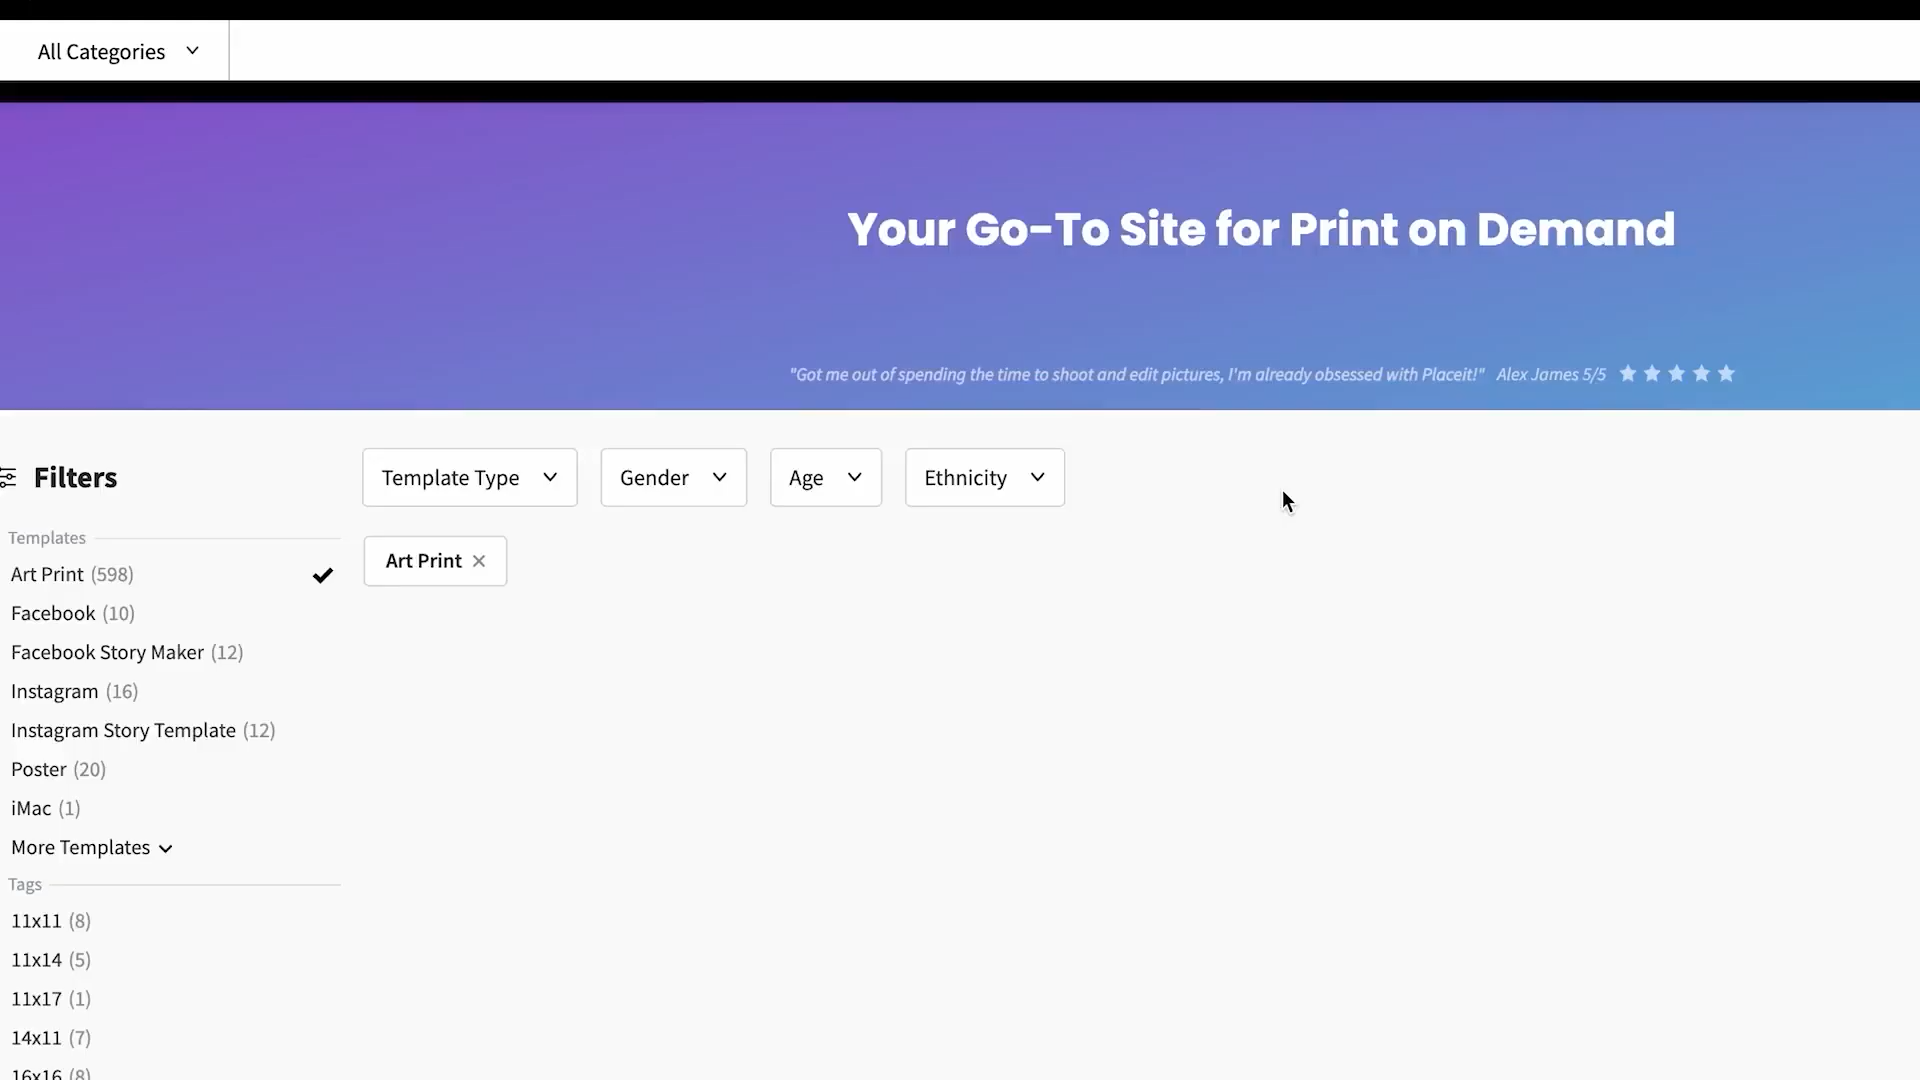 All Categories
Your Go-To Site for Print on Demand
"Got me out of spending the time to shoot and edit pictures, I'm already obsessed with Placeit!" Alex James 5/5
Filters
Template Type
Gender
Age
Ethnicity
Art Print
Templates
Art Print (598)
Facebook (10)
Facebook Story Maker (12)
Instagram (16)
Instagram Story Template (12)
Poster (20)
iMac (1)
More Templates
Tags
11x11 (8)
11x14 (5)
11x17 (1)
14x11 (7)
16x16 (8)